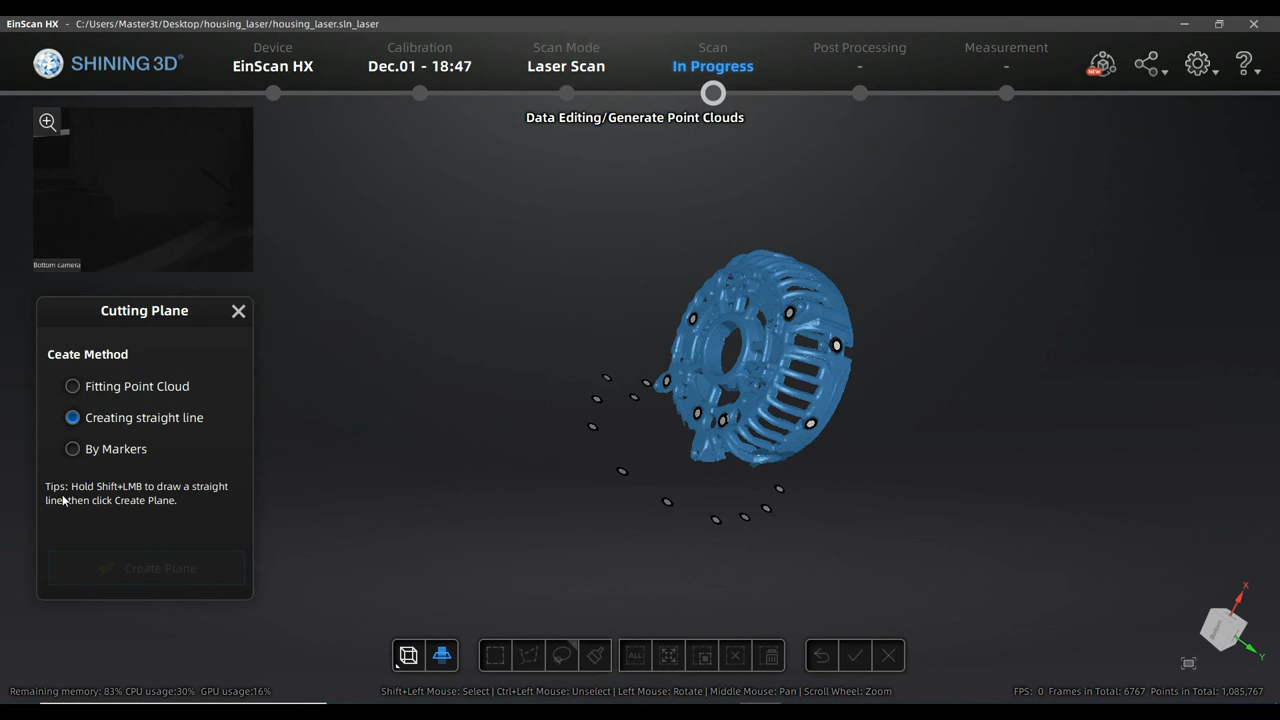 EinScan HX - C:/Users/Master3t/Desktop/housing_laser/housing_laser.sln_laser
SHINING 3D®
Device
EinScan HX
Calibration
Dec.01 - 18:47
Scan Mode
Laser Scan
Scan
In Progress
Post Processing
-
Measurement
-
NEW
Data Editing/Generate Point Clouds
Bottom camera
Cutting Plane
Ceate Method
Fitting Point Cloud
Creating straight line
By Markers
Tips: Hold Shift+LMB to draw a straight
line then click Create Plane.
Create Plane
ALL
Bottom
X
Y
Remaining memory: 83% CPU usage:30% GPU usage:16%
Shift+Left Mouse: Select | Ctrl+Left Mouse: Unselect | Left Mouse: Rotate | Middle Mouse: Pan | Scroll Wheel: Zoom
FPS: 0 Frames in Total: 6767 Points in Total: 1,085,767